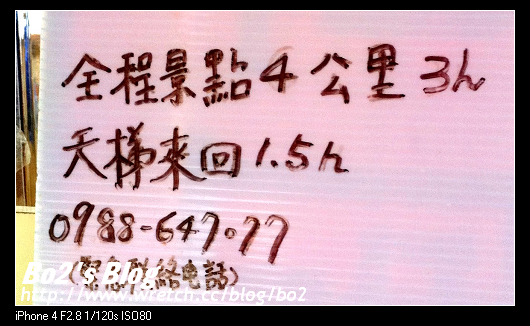 全程景點4公里 3h
天梯來回1.5h
0988-647.77
(緊急聯絡電話)
Bo2's Blog
http://www.wretch.cc/blog/bo2
iPhone 4 F2.8 1/120s ISO80